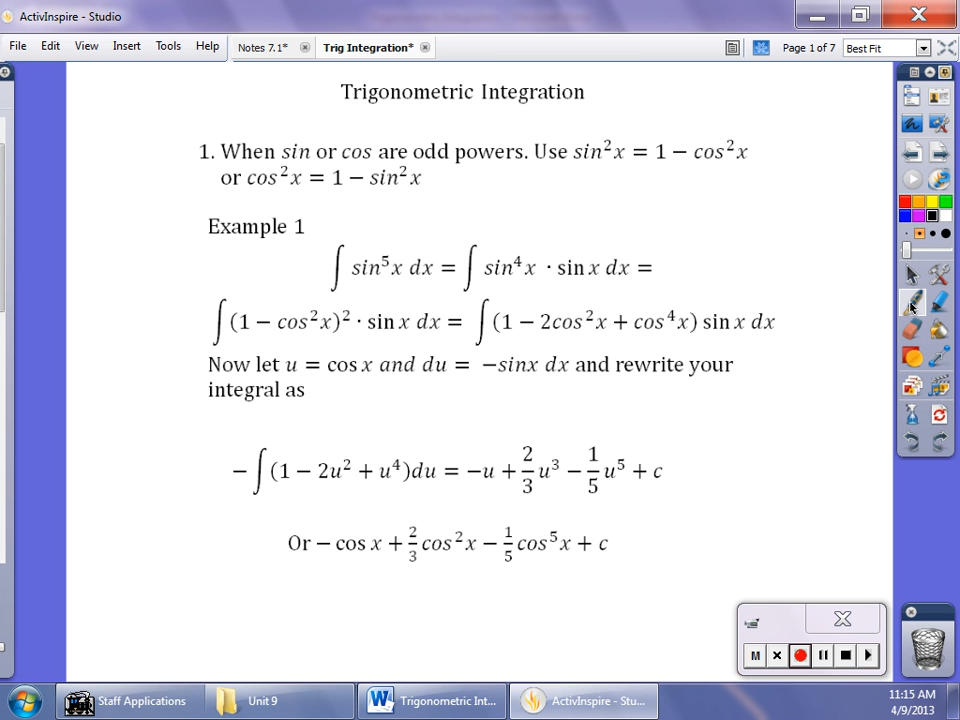 ActivInspire - Studio
File Edit View Insert Tools Help
Notes 7.1* Trig Integration*
Page 1 of 7 Best Fit
Trigonometric Integration
1. When sin or cos are odd powers. Use sin²x = 1 − cos²x
or cos²x = 1 − sin²x
Example 1
∫ sin⁵x dx = ∫ sin⁴x · sin x dx =
∫(1 − cos²x)² · sin x dx = ∫(1 − 2cos²x + cos⁴x) sin x dx
Now let u = cos x and du = −sinx dx and rewrite your
integral as
− ∫(1 − 2u² + u⁴)du = −u + 2/3 u³ − 1/5 u⁵ + c
Or − cos x + 2/3 cos²x − 1/5 cos⁵x + c
M
Staff Applications Unit 9 Trigonometric Int... ActivInspire - Stu...
11:15 AM
4/9/2013